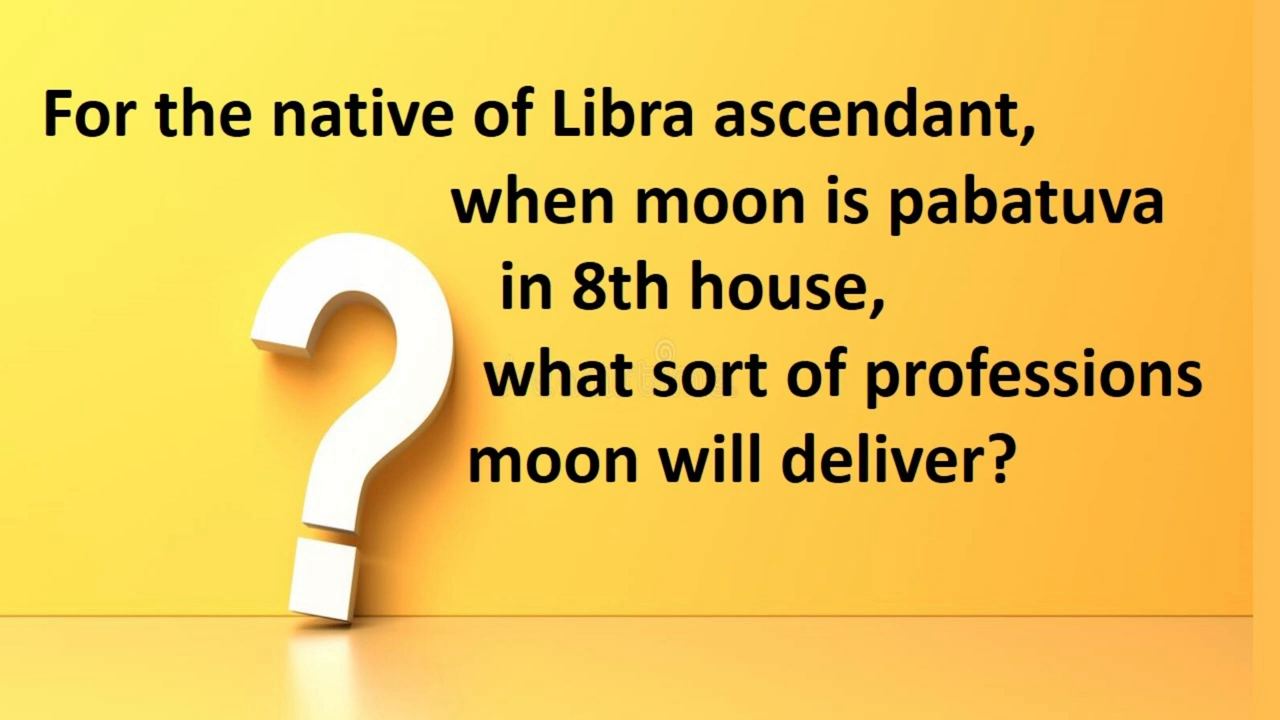 For the native of Libra ascendant,
when moon is pabatuva
in 8th house,
what sort of professions
moon will deliver?